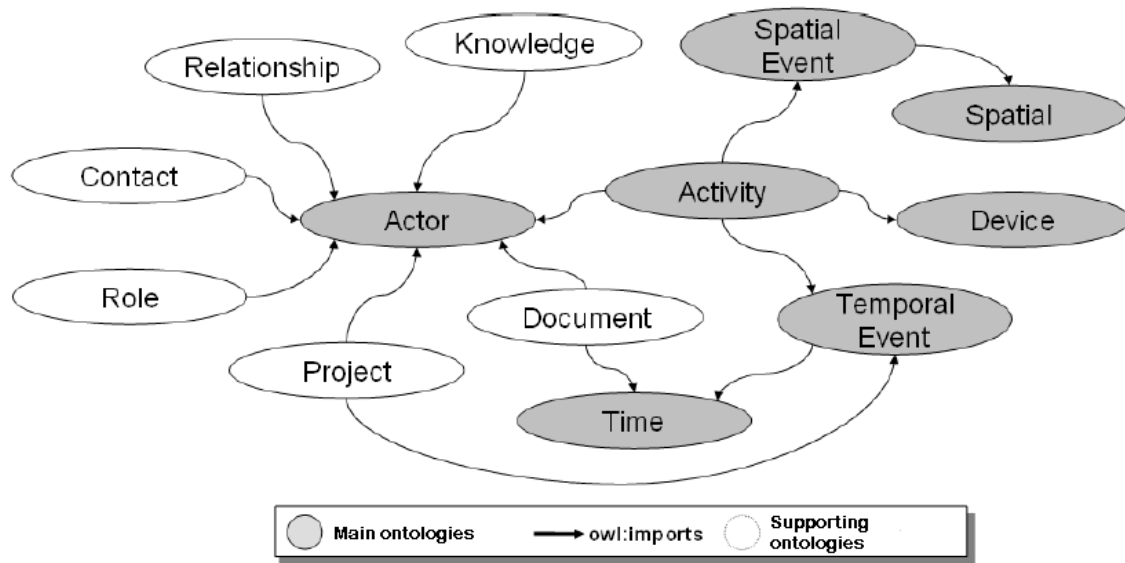 Knowledge
Spatial
Event
Relationship
Spatial
Contact
Activity
Actor
Device
Role
Document
Temporal
Event
Project
Time
Main ontologies
owl:imports
Supporting
ontologies